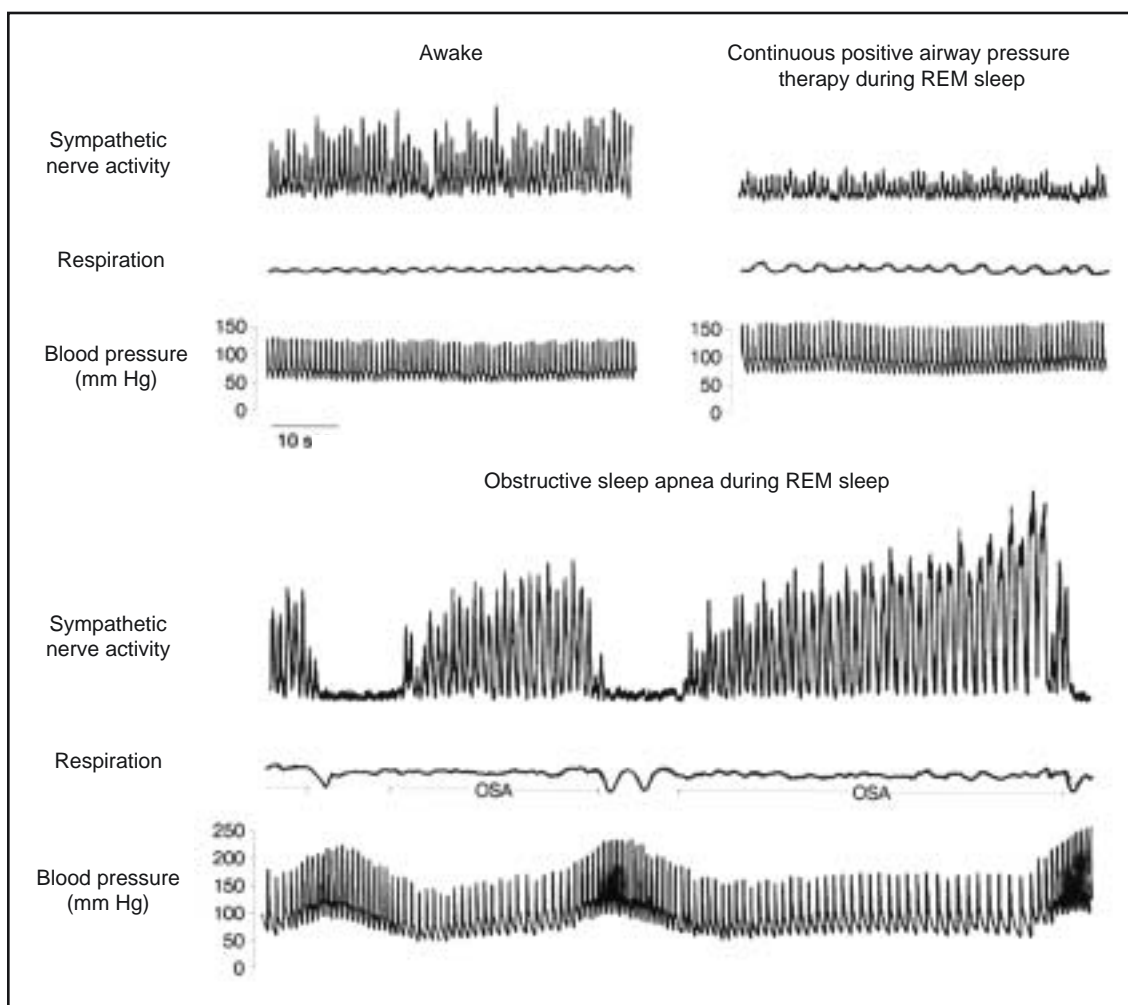 Awake
Continuous positive airway pressure
therapy during REM sleep
Sympathetic
nerve activity
Respiration
Blood pressure
(mm Hg)
150
100
50
0
150
100
50
0
10 s
Obstructive sleep apnea during REM sleep
Sympathetic
nerve activity
Respiration
OSA
OSA
Blood pressure
(mm Hg)
250
200
150
100
50
0